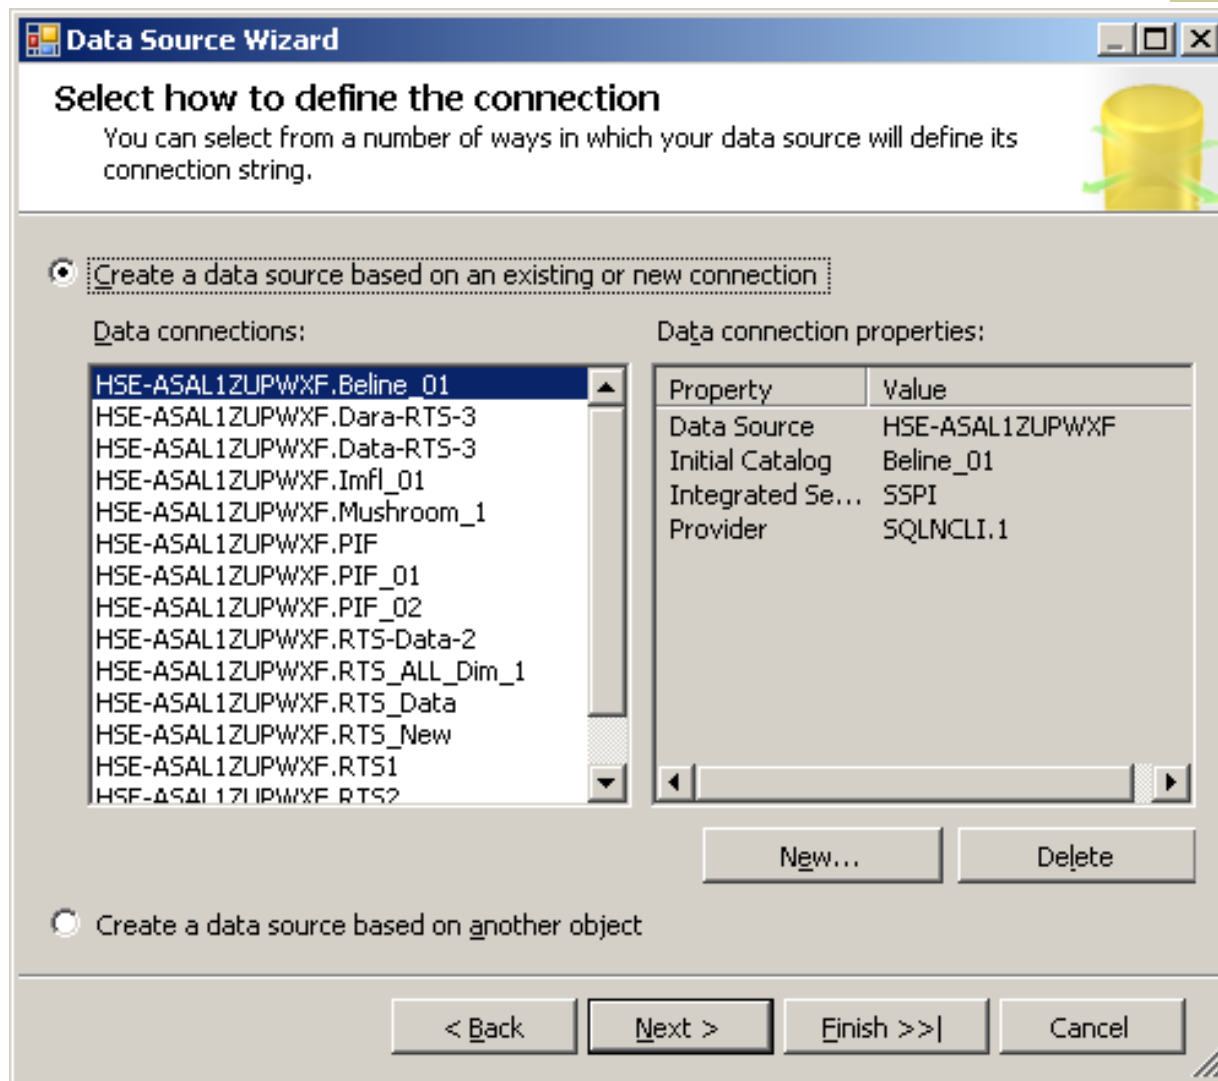 Data Source Wizard
Select how to define the connection
You can select from a number of ways in which your data source will define its
connection string.
Create a data source based on an existing or new connection
Data connections:
HSE-ASAL1ZUPWXF.Beline_01
HSE-ASAL1ZUPWXF.Dara-RTS-3
HSE-ASAL1ZUPWXF.Data-RTS-3
HSE-ASAL1ZUPWXF.Imfl_01
HSE-ASAL1ZUPWXF.Mushroom_1
HSE-ASAL1ZUPWXF.PIF
HSE-ASAL1ZUPWXF.PIF_01
HSE-ASAL1ZUPWXF.PIF_02
HSE-ASAL1ZUPWXF.RTS-Data-2
HSE-ASAL1ZUPWXF.RTS_ALL_Dim_1
HSE-ASAL1ZUPWXF.RTS_Data
HSE-ASAL1ZUPWXF.RTS_New
HSE-ASAL1ZUPWXF.RTS1
HSE-ASAL1ZUPWXF.RTS2
Data connection properties:
Property Value
Data Source HSE-ASAL1ZUPWXF
Initial Catalog Beline_01
Integrated Se... SSPI
Provider SQLNCLI.1
New... Delete
Create a data source based on another object
< Back Next > Finish >>| Cancel